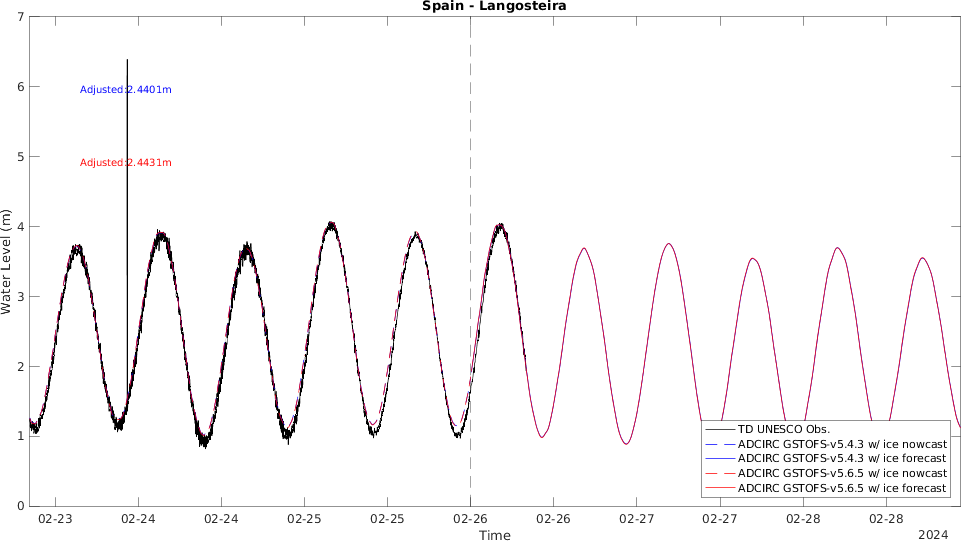 Spain - Langosteira
7
6
5
4
3
2
1
0
Water Level (m)
Adjusted:2.4401m
Adjusted:2.4431m
TD UNESCO Obs.
ADCIRC GSTOFS-v5.4.3 w/ ice nowcast
ADCIRC GSTOFS-v5.4.3 w/ ice forecast
ADCIRC GSTOFS-v5.6.5 w/ ice nowcast
ADCIRC GSTOFS-v5.6.5 w/ ice forecast
02-23 02-24 02-24 02-25 02-25 02-26 02-26 02-27 02-27 02-28 02-28
Time
2024